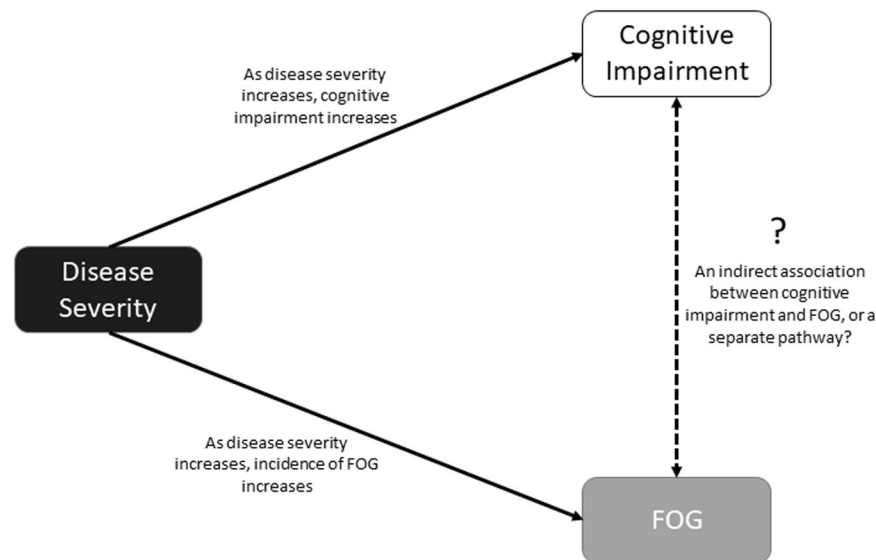 Cognitive
Impairment
As disease severity
increases, cognitive
impairment increases
?
An indirect association
between cognitive
impairment and FOG, or a
separate pathway?
Disease
Severity
As disease severity
increases, incidence of FOG
increases
FOG